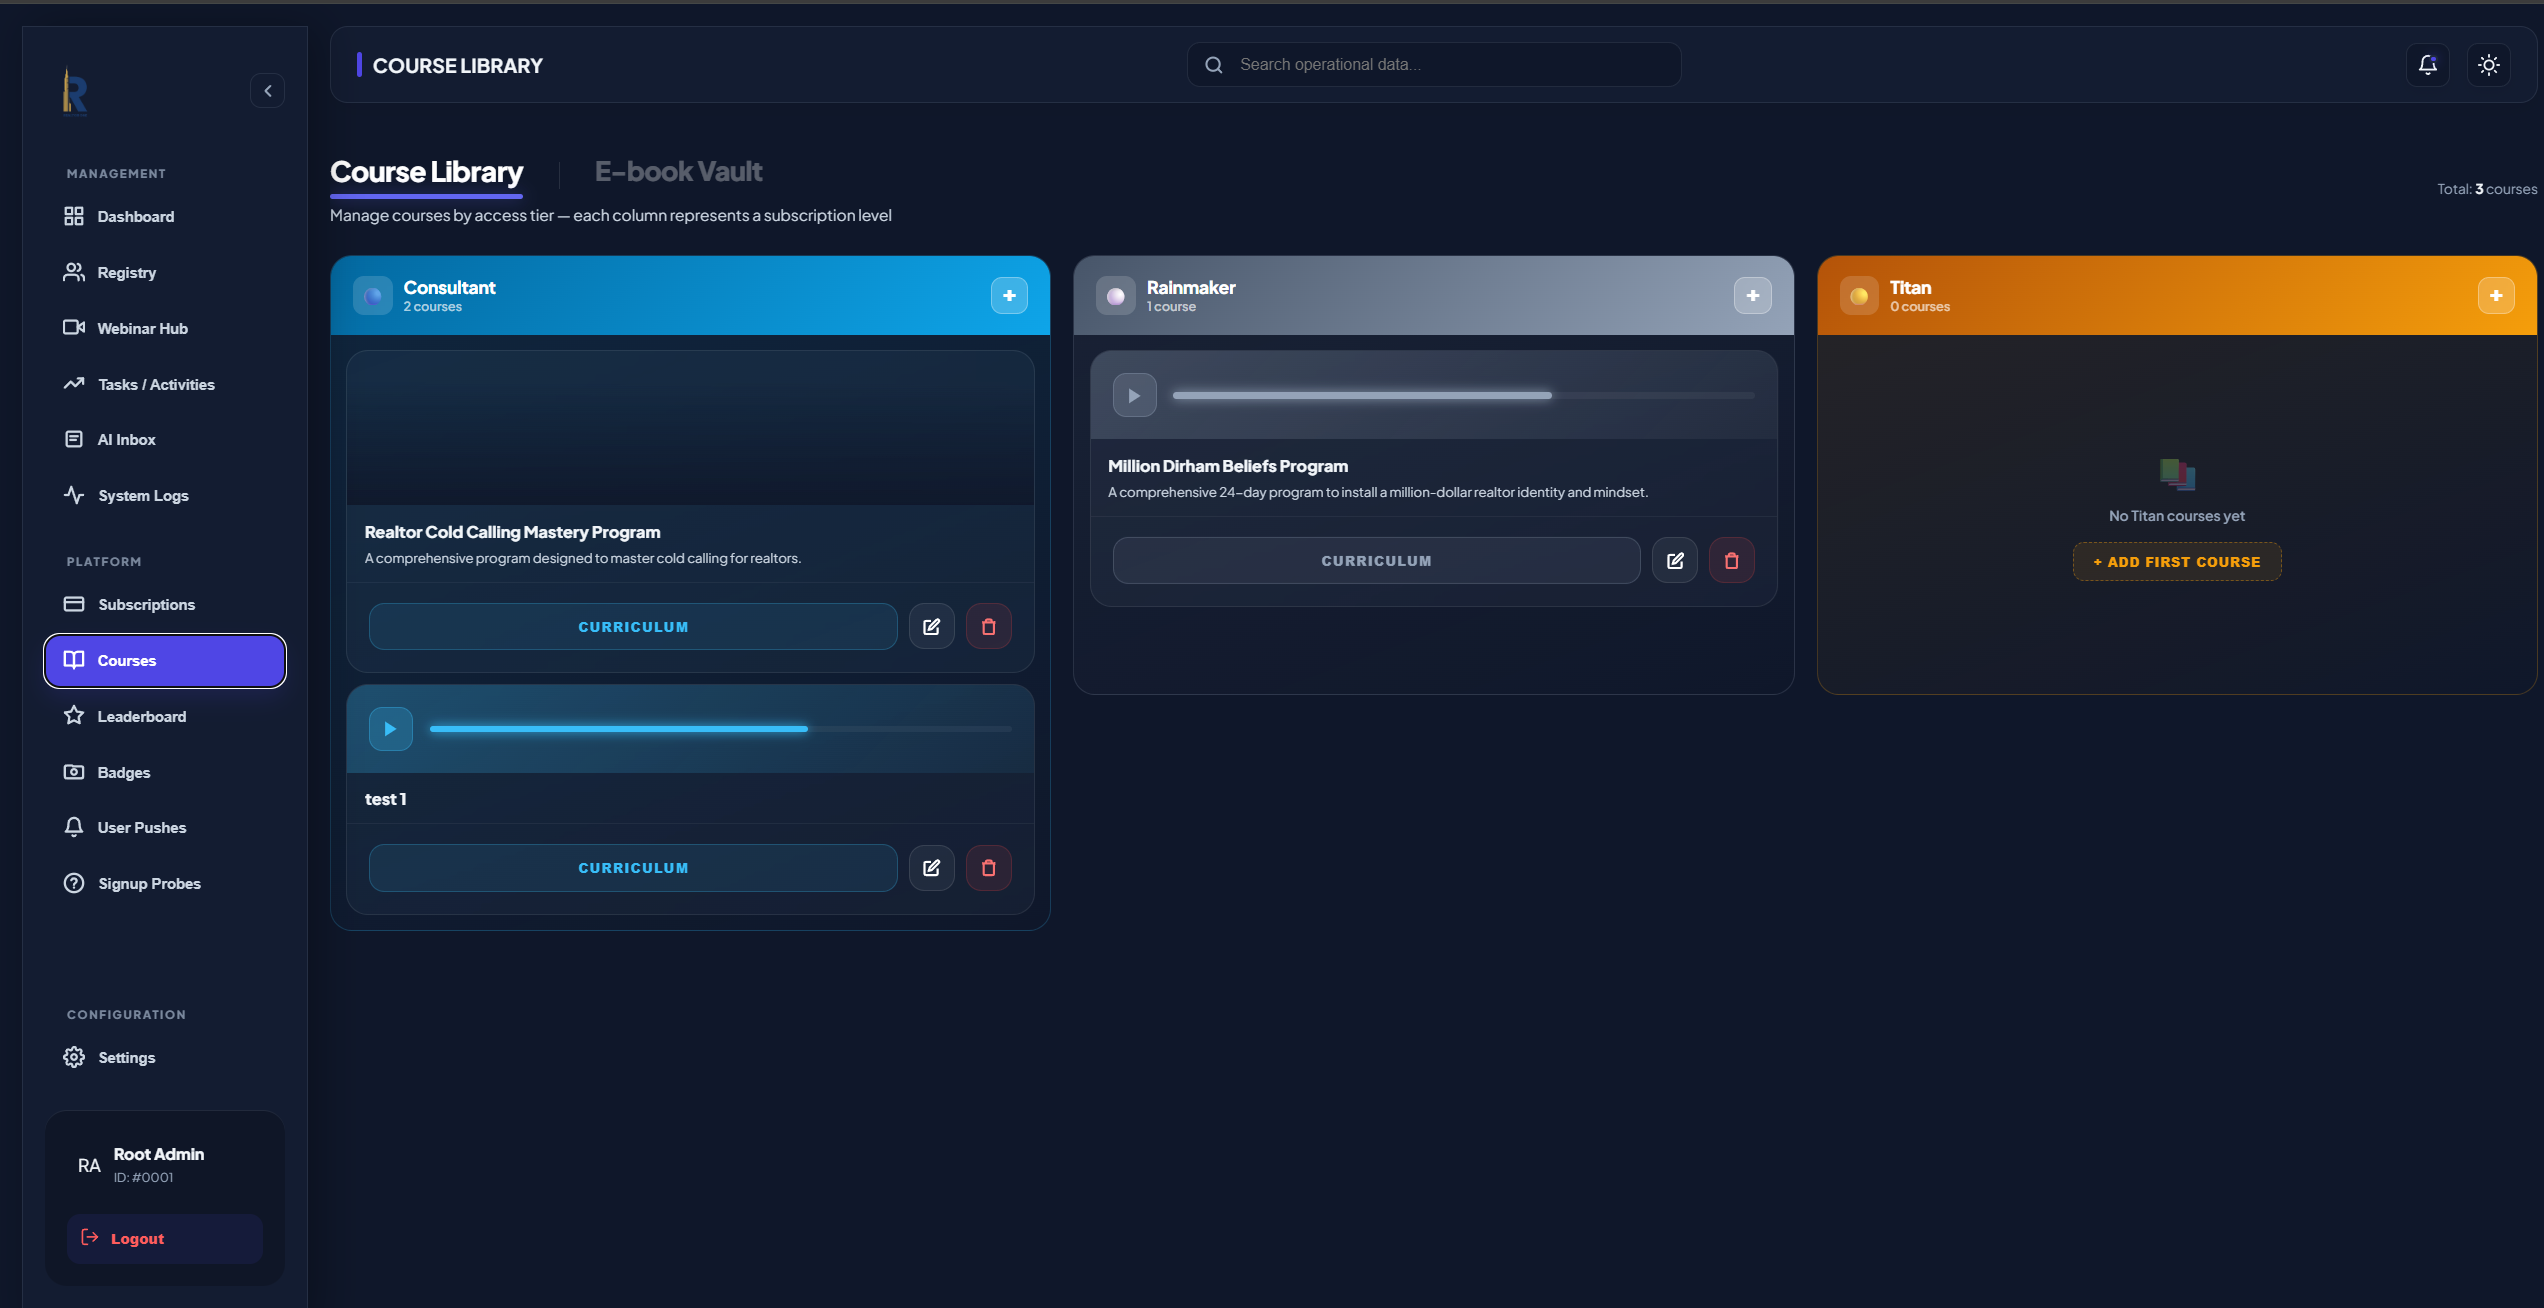 R
MANAGEMENT
Dashboard
Registry
Webinar Hub
Tasks / Activities
AI Inbox
System Logs
PLATFORM
Subscriptions
Courses
Leaderboard
Badges
User Pushes
Signup Probes
CONFIGURATION
Settings
RA
Root Admin
ID: #0001
Logout
COURSE LIBRARY
Search operational data...
Course Library
E-book Vault
Manage courses by access tier — each column represents a subscription level
Total: 3 courses
Consultant
2 courses
+
Realtor Cold Calling Mastery Program
A comprehensive program designed to master cold calling for realtors.
CURRICULUM
test 1
CURRICULUM
Rainmaker
1 course
+
Million Dirham Beliefs Program
A comprehensive 24-day program to install a million-dollar realtor identity and mindset.
CURRICULUM
Titan
0 courses
+
No Titan courses yet
+ ADD FIRST COURSE